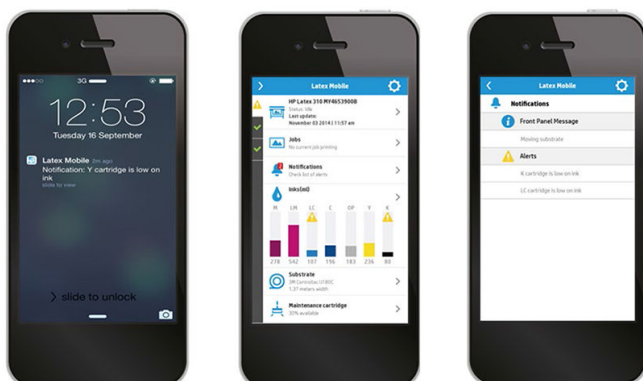 3G
12:53
Tuesday 16 September
Latex Mobile 2m ago
Notification: Y cartridge is low on
ink
slide to view
> slide to unlock
Latex Mobile
HP Latex 310 MY46539008
Status: Idle
Last update:
November 03 2014 | 11:57 am
Jobs
No current job printing
Notifications
Check list of alerts
Inks(ml)
M LM LC C OP Y K
278 542 107 196 183 236 80
Substrate
3M Controltac IJ180C
1.37 meters width
Maintenance cartridge
50% available
Latex Mobile
Notifications
Front Panel Message
Moving substrate
Alerts
K cartridge is low on ink
LC cartridge is low on ink